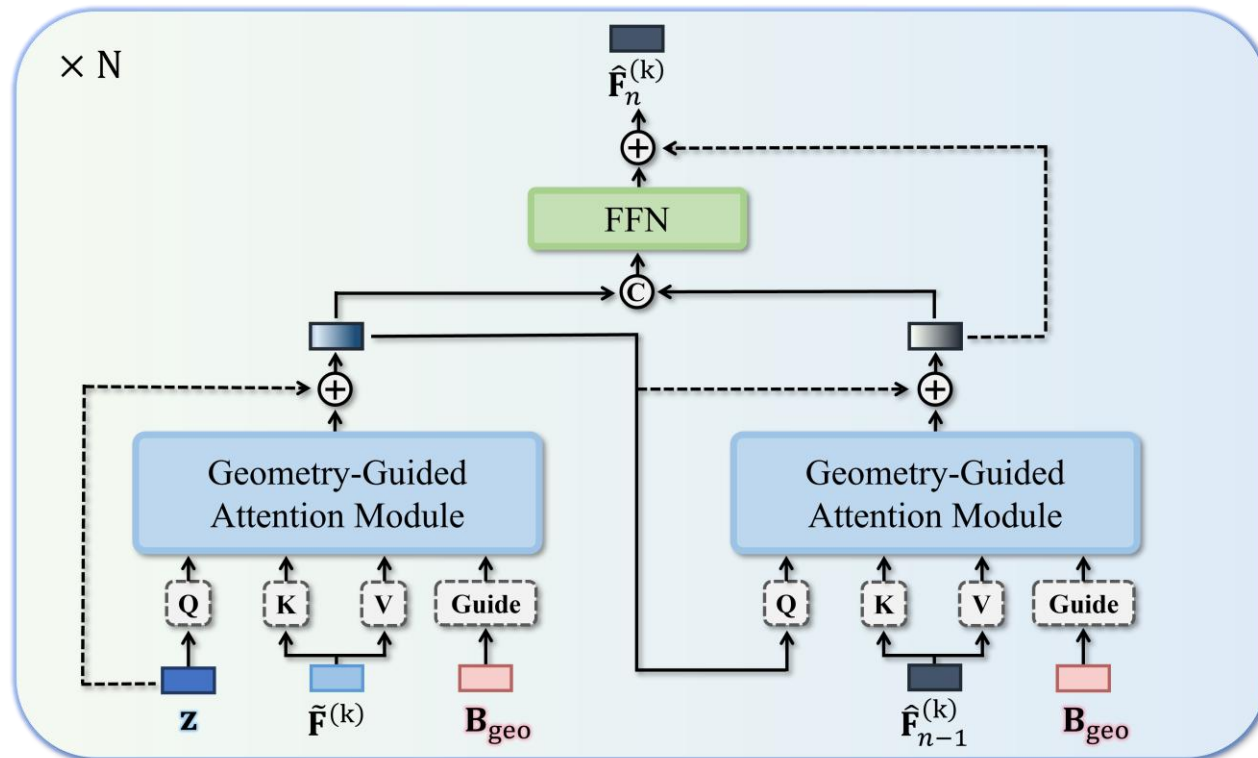 × N
F̂ₙ⁽ᵏ⁾
+
FFN
C
+
+
Geometry-Guided
Attention Module
Geometry-Guided
Attention Module
Q K V Guide
Q K V Guide
z F̃⁽ᵏ⁾ B_geo
F̂ₙ₋₁⁽ᵏ⁾ B_geo